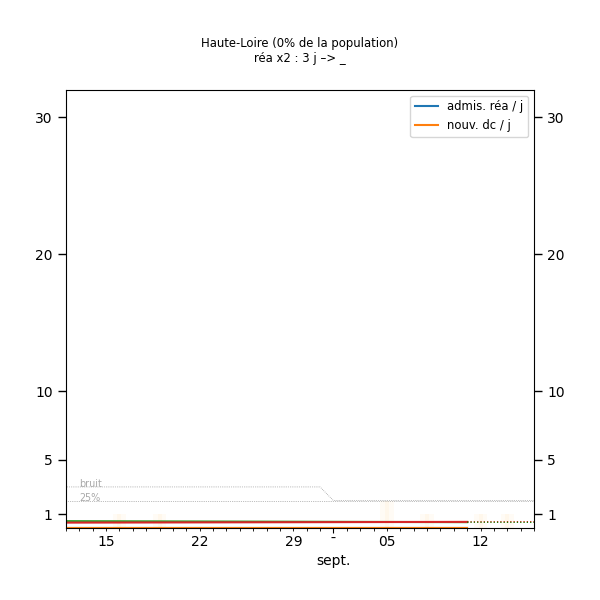 Haute-Loire (0% de la population)
réa x2 : 3 j –> _
admis. réa / j
nouv. dc / j
30
30
20
20
10
10
5
5
bruit
25%
1
1
15
22
29
-
05
12
sept.